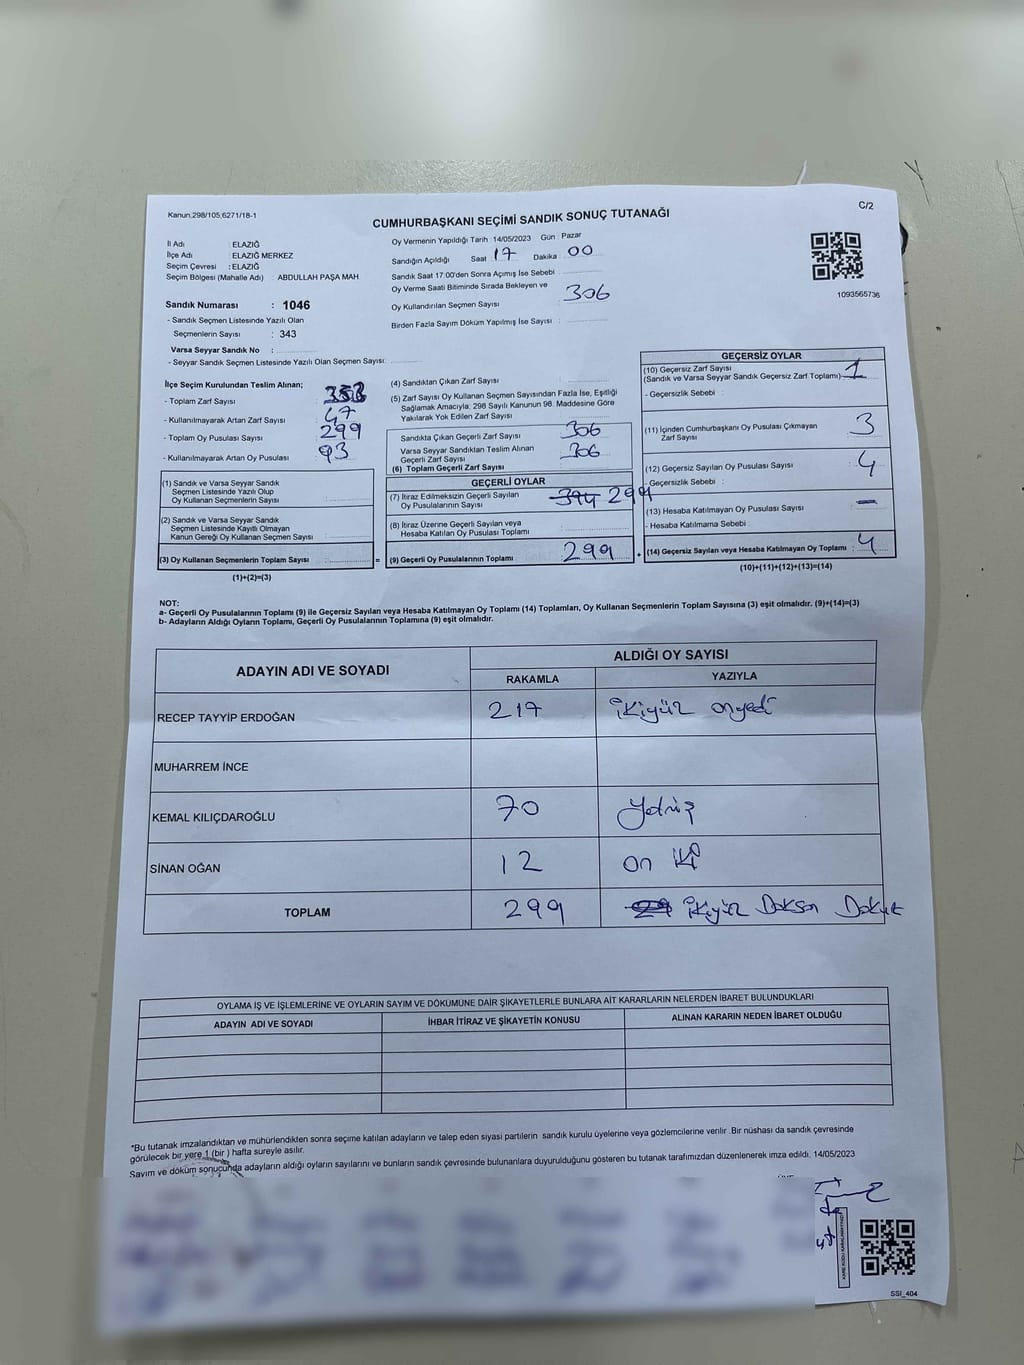 Kanun,298/105;6271/18-1
C/2
CUMHURBAŞKANI SEÇİMİ SANDIK SONUÇ TUTANAĞI
İl Adı : ELAZIĞ
İlçe Adı : ELAZIĞ MERKEZ
Seçim Çevresi : ELAZIĞ
Seçim Bölgesi (Mahalle Adı) : ABDULLAH PAŞA MAH.
Sandık Numarası : 1046
- Sandık Seçmen Listesinde Yazılı Olan
Seçmenlerin Sayısı : 343
Varsa Seyyar Sandık No :
- Seyyar Sandık Seçmen Listesinde Yazılı Olan Seçmen Sayısı:
Oy Vermenin Yapıldığı Tarih : 14/05/2023 Gün : Pazar
Sandığın Açıldığı Saat : 17 Dakika : 00
Sandık Saat 17:00'den Sonra Açımış İse Sebebi
Oy Verme Saati Bitiminde Sırada Bekleyen ve
Oy Kullandırılan Seçmen Sayısı : 306
Birden Fazla Sayım Döküm Yapılmış İse Sayısı :
1093565736
İlçe Seçim Kurulundan Teslim Alınan;
- Toplam Zarf Sayısı :
- Kullanılmayarak Artan Zarf Sayısı : 47
- Toplam Oy Pusulası Sayısı : 299
- Kullanılmayarak Artan Oy Pusulası : 93
(1) Sandık ve Varsa Seyyar Sandık
Seçmen Listesinde Yazılı Olup
Oy Kullanan Seçmenlerin Sayısı :
(2) Sandık ve Varsa Seyyar Sandık
Seçmen Listesinde Kayıtlı Olmayan
Kanun Gereği Oy Kullanan Seçmen Sayısı :
(3) Oy Kullanan Seçmenlerin Toplam Sayısı : =
(1)+(2)=(3)
(4) Sandıktan Çıkan Zarf Sayısı :
(5) Zarf Sayısı Oy Kullanan Seçmen Sayısından Fazla İse, Eşitliği
Sağlamak Amacıyla; 298 Sayılı Kanunun 98. Maddesine Göre
Yakılarak Yok Edilen Zarf Sayısı :
Sandıkta Çıkan Geçerli Zarf Sayısı : 306
Varsa Seyyar Sandıktan Teslim Alınan
Geçerli Zarf Sayısı : 306
(6) Toplam Geçerli Zarf Sayısı :
GEÇERLİ OYLAR
(7) İtiraz Edilmeksizin Geçerli Sayılan
Oy Pusulalarının Sayısı : 394 299
(8) İtiraz Üzerine Geçerli Sayılan veya
Hesaba Katılan Oy Pusulası Toplamı :
(9) Geçerli Oy Pusulalarının Toplamı : 299
GEÇERSİZ OYLAR
(10) Geçersiz Zarf Sayısı
(Sandık ve Varsa Seyyar Sandık Geçersiz Zarf Toplamı) : 1
- Geçersizlik Sebebi :
(11) İçinden Cumhurbaşkanı Oy Pusulası Çıkmayan
Zarf Sayısı : 3
(12) Geçersiz Sayılan Oy Pusulası Sayısı : 4
- Geçersizlik Sebebi :
(13) Hesaba Katılmayan Oy Pusulası Sayısı : —
- Hesaba Katılmama Sebebi :
(14) Geçersiz Sayılan veya Hesaba Katılmayan Oy Toplamı : 4
(10)+(11)+(12)+(13)=(14)
NOT:
a- Geçerli Oy Pusulalarının Toplamı (9) ile Geçersiz Sayılan veya Hesaba Katılmayan Oy Toplamı (14) Toplamları, Oy Kullanan Seçmenlerin Toplam Sayısına (3) eşit olmalıdır. (9)+(14)=(3)
b- Adayların Aldığı Oyların Toplamı, Geçerli Oy Pusulalarının Toplamına (9) eşit olmalıdır.
ADAYIN ADI VE SOYADI
ALDIĞI OY SAYISI
RAKAMLA YAZIYLA
RECEP TAYYİP ERDOĞAN 217 İkiyüz onyedi
MUHARREM İNCE
KEMAL KILIÇDAROĞLU 70 Yetmiş
SİNAN OĞAN 12 on iki
TOPLAM 299 İkiyüz Doksan Dokuz
OYLAMA İŞ VE İŞLEMLERİNE VE OYLARIN SAYIM VE DÖKÜMÜNE DAİR ŞİKAYETLERLE BUNLARA AİT KARARLARIN NELERDEN İBARET BULUNDUKLARI
ADAYIN ADI VE SOYADI İHBAR İTİRAZ VE ŞİKAYETİN KONUSU ALINAN KARARIN NEDEN İBARET OLDUĞU
*Bu tutanak imzalandıktan ve mühürlendikten sonra seçime katılan adayların ve talep eden siyasi partilerin sandık kurulu üyelerine veya gözlemcilerine verilir .Bir nüshası da sandık çevresinde
görülecek bir yere 1 (bir ) hafta süreyle asılır.
Sayım ve döküm sonucunda adayların aldığı oyların sayılarını ve bunların sandık çevresinde bulunanlara duyurulduğunu gösteren bu tutanak tarafımızdan düzenlenerek imza edildi. 14/05/2023
SSI_404